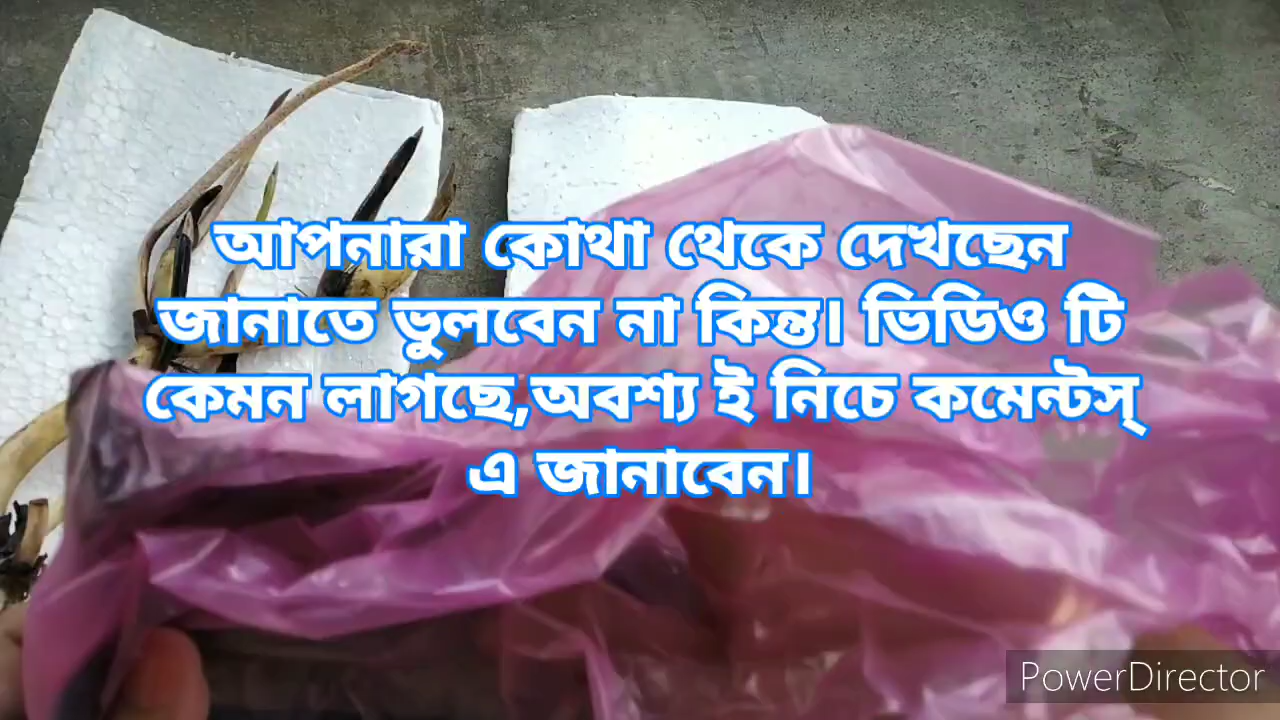 আপনারা কোথা থেকে দেখছেন
জানাতে ভুলবেন না কিন্তু। ভিডিও টি
কেমন লাগছে,অবশ্য ই নিচে কমেন্টস্
এ জানাবেন।
PowerDirector